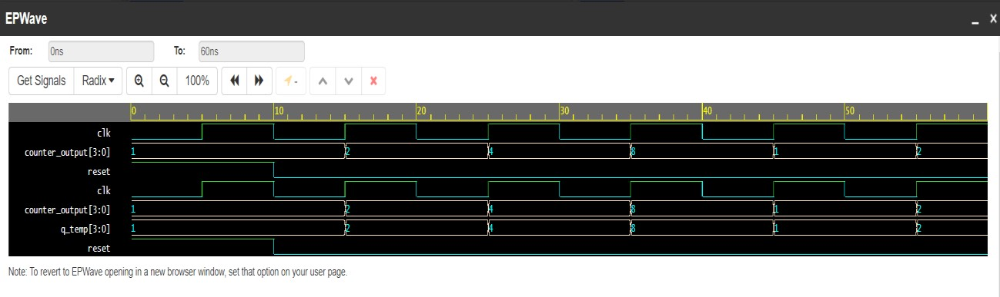 EPWave
From: 0ns To: 60ns
Get Signals Radix 100%
0 10 20 30 40 50
clk
counter_output[3:0] 1 2 4 8 1 2
reset
clk
counter_output[3:0] 1 2 4 8 1 2
q_temp[3:0] 1 2 4 8 1 2
reset
Note: To revert to EPWave opening in a new browser window, set that option on your user page.